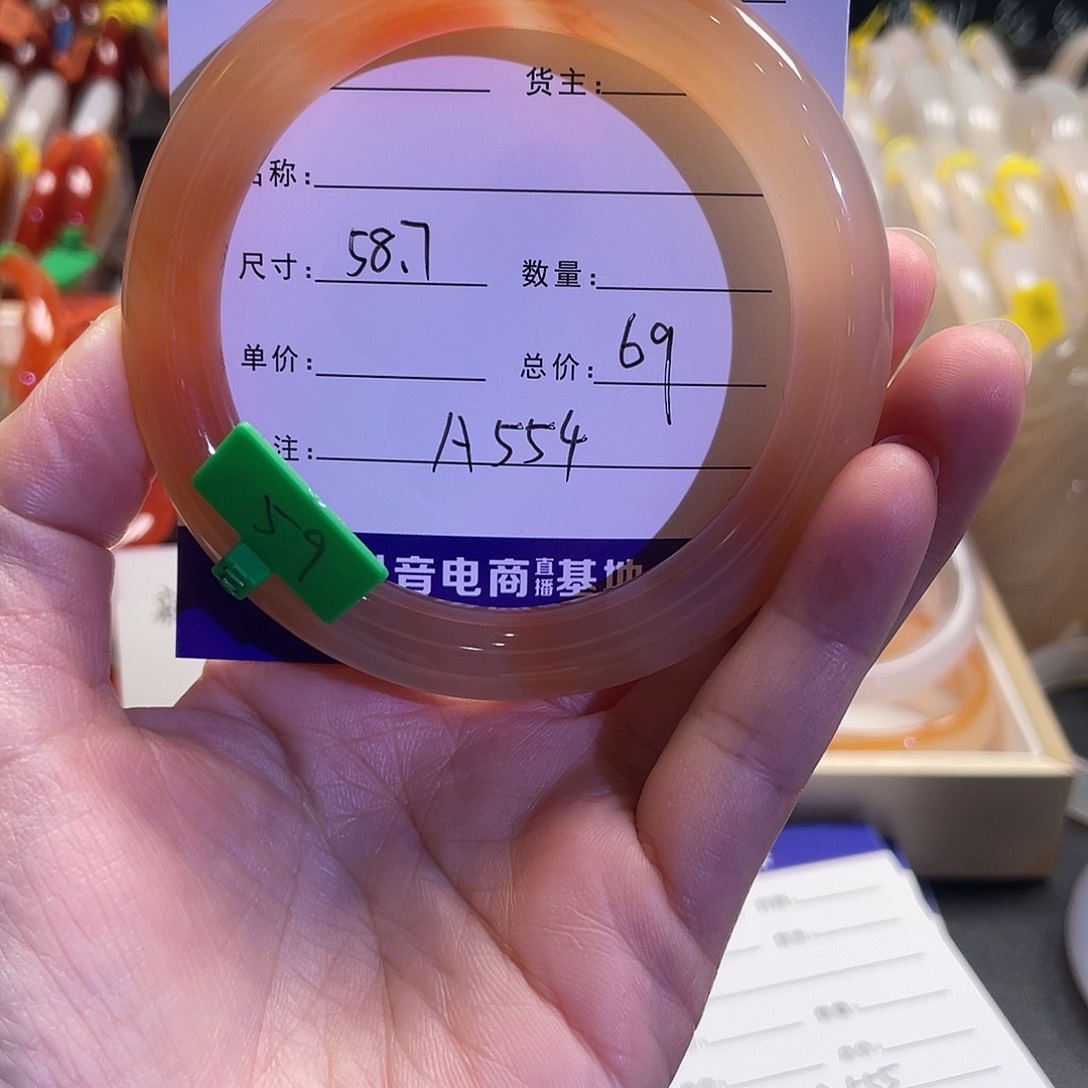 货主:
名称:
尺寸: 58.7 数量:
单价: 总价: 69
注: A554
59
音电商直播基地